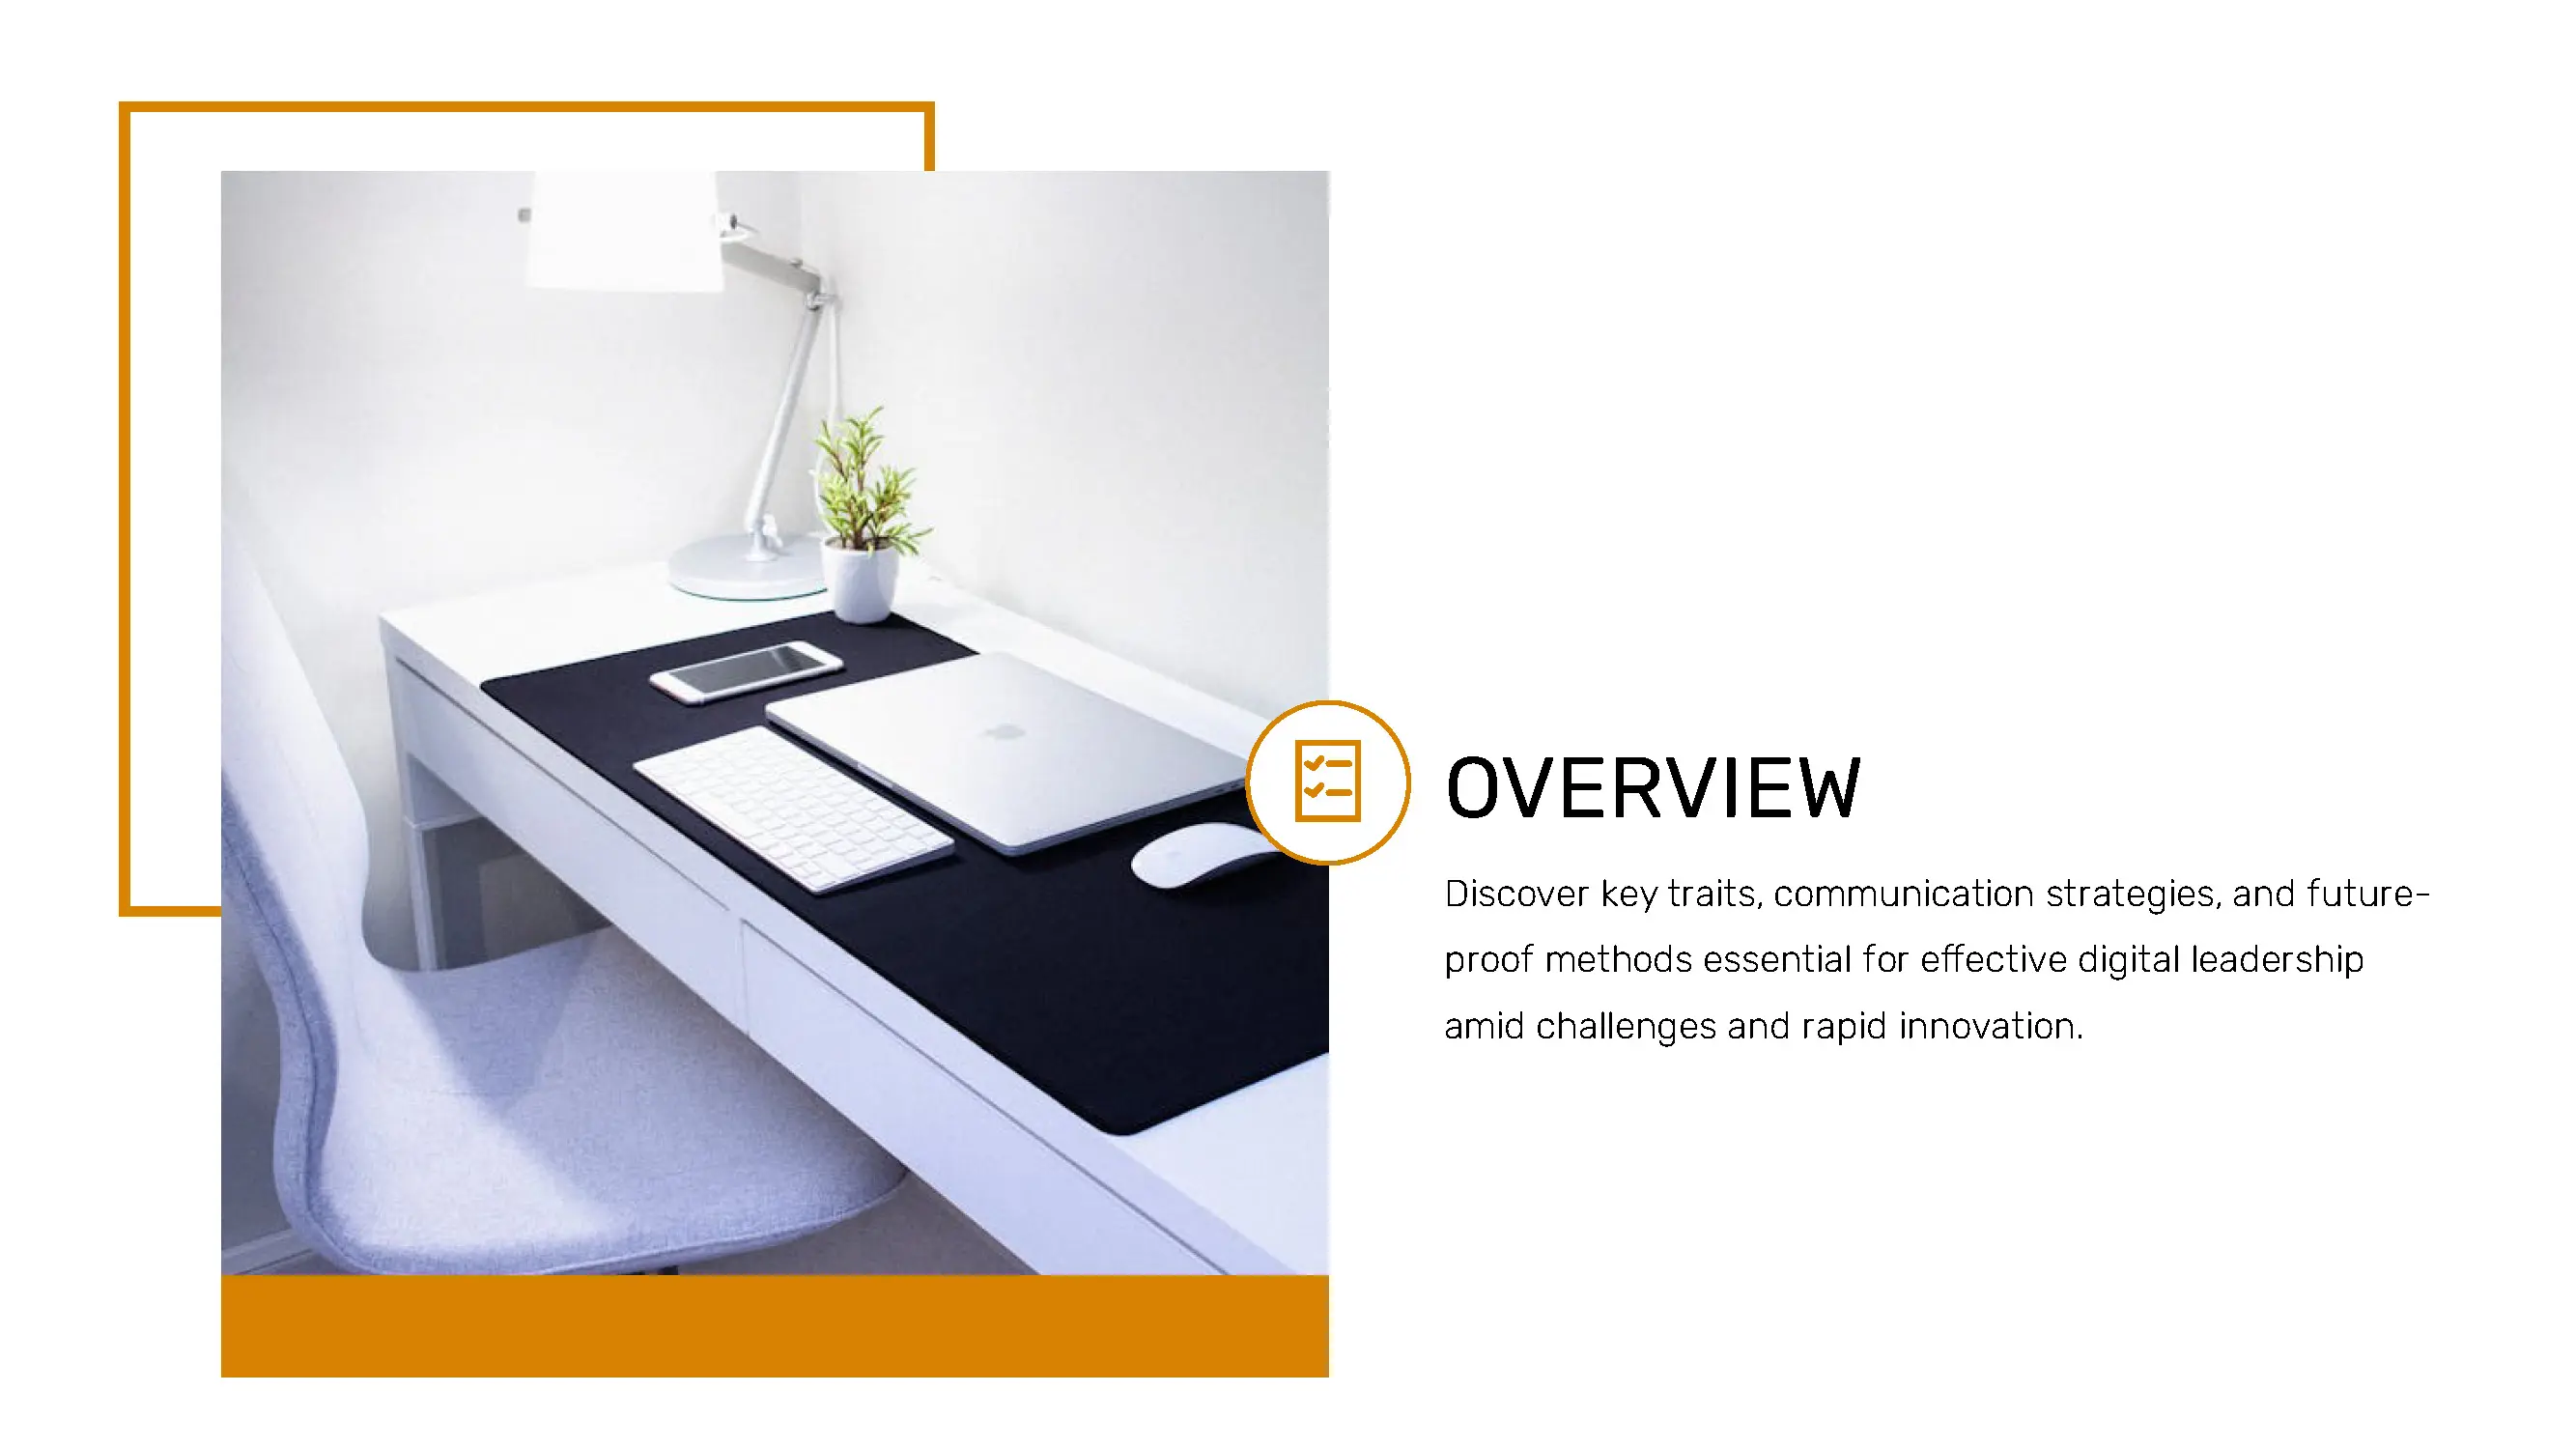 OVERVIEW
Discover key traits, communication strategies, and future-
proof methods essential for effective digital leadership
amid challenges and rapid innovation.